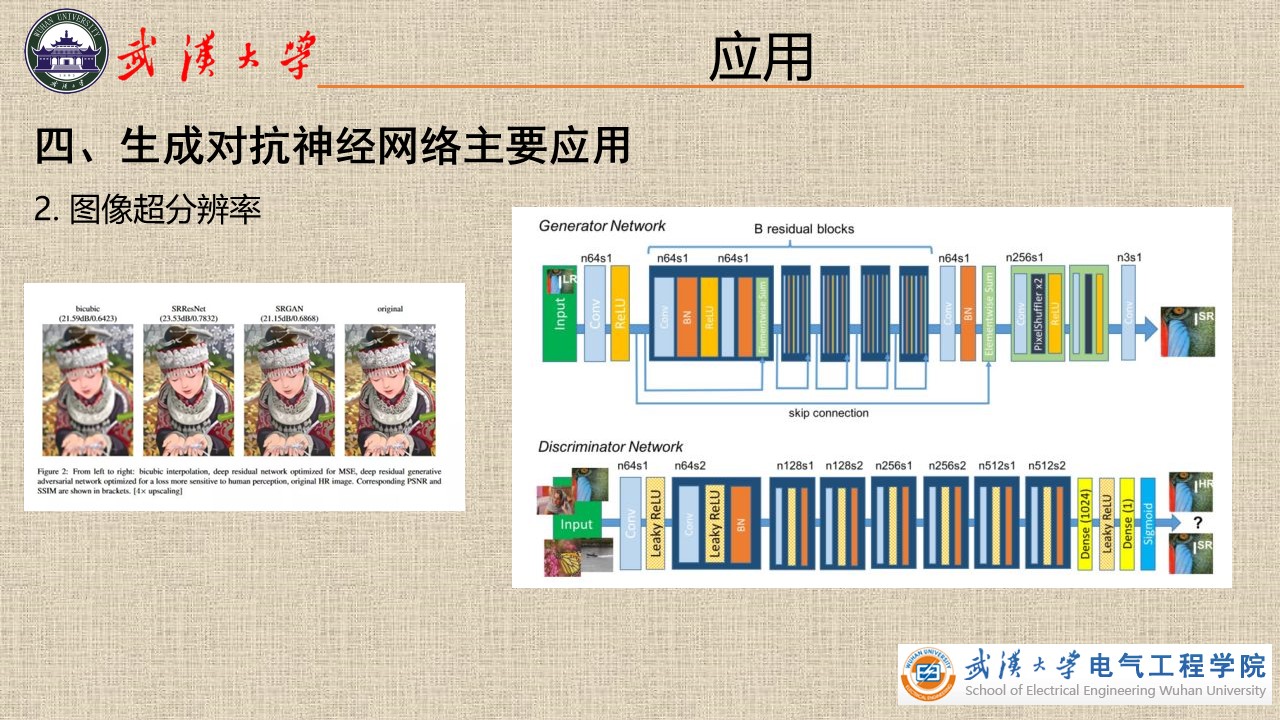 武汉大学
应用
四、生成对抗神经网络主要应用
2. 图像超分辨率
bicubic
(21.59dB/0.6423)
SRResNet
(23.53dB/0.7832)
SRGAN
(21.15dB/0.6868)
original
Figure 2: From left to right: bicubic interpolation, deep residual network optimized for MSE, deep residual generative
adversarial network optimized for a loss more sensitive to human perception, original HR image. Corresponding PSNR and
SSIM are shown in brackets. [4× upscaling]
Generator Network
B residual blocks
n64s1 n64s1 n64s1 n64s1 n256s1 n3s1
Input
I LR
Conv
ReLU
Conv
BN
ReLU
Elementwise Sum
Conv
BN
Elementwise Sum
Conv
PixelShuffler x2
ReLU
Conv
I SR
skip connection
Discriminator Network
n64s1 n64s2 n128s1 n128s2 n256s1 n256s2 n512s1 n512s2
Input
Conv
Leaky ReLU
Conv
Leaky ReLU
BN
Dense (1024)
Leaky ReLU
Dense (1)
Sigmoid
I HR
?
I SR
武汉大学电气工程学院
School of Electrical Engineering Wuhan University